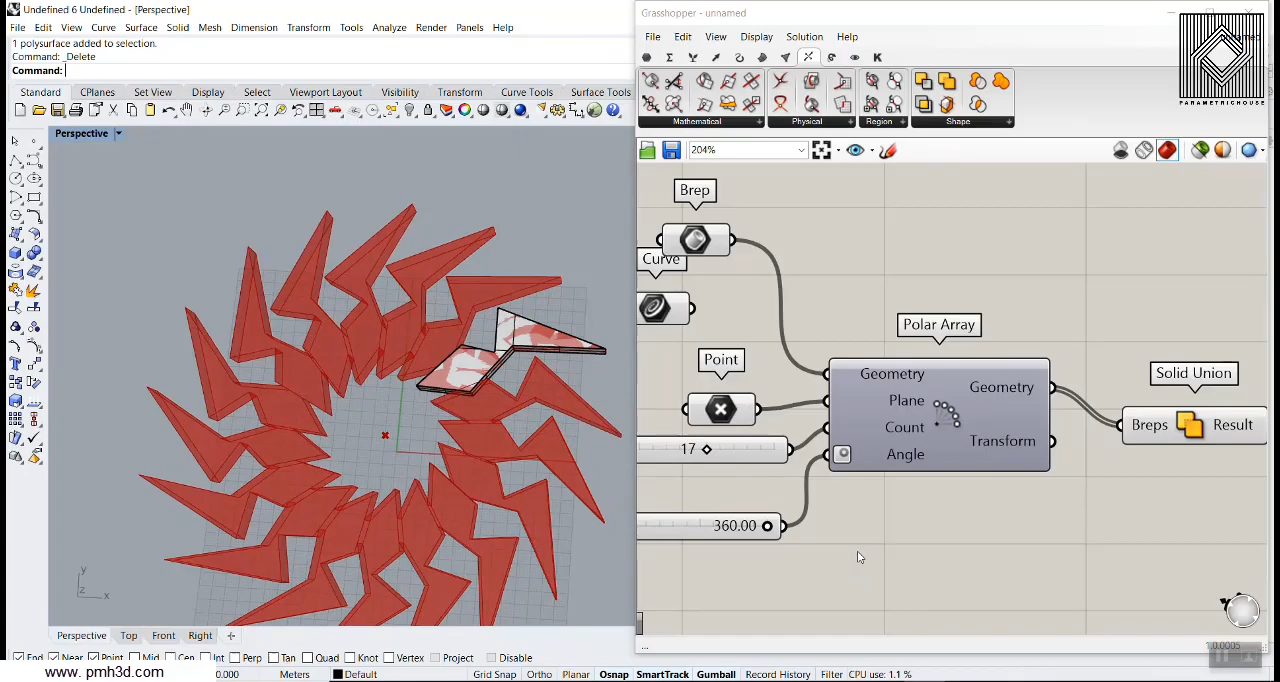 Undefined 6 Undefined - [Perspective]
File Edit View Curve Surface Solid Mesh Dimension Transform Tools Analyze Render Panels Help
1 polysurface added to selection.
Command: _Delete
Command:
Standard CPlanes Set View Display Select Viewport Layout Visibility Transform Curve Tools Surface Tools
Perspective
y
z x
Perspective Top Front Right
End Near Point Mid Cen Int Perp Tan Quad Knot Vertex Project Disable
www. pmh3d.com
0.000 Meters Default Grid Snap Ortho Planar Osnap SmartTrack Gumball Record History Filter CPU use: 1.1 %
Grasshopper - unnamed
File Edit View Display Solution Help
K
Mathematical Physical Region Shape
PARAMETRICHOUSE
204%
Brep
Curve
Point
17
360.00
Polar Array
Geometry
Plane
Count
Angle
Geometry
Transform
Solid Union
Breps Result
...
1.0.0005